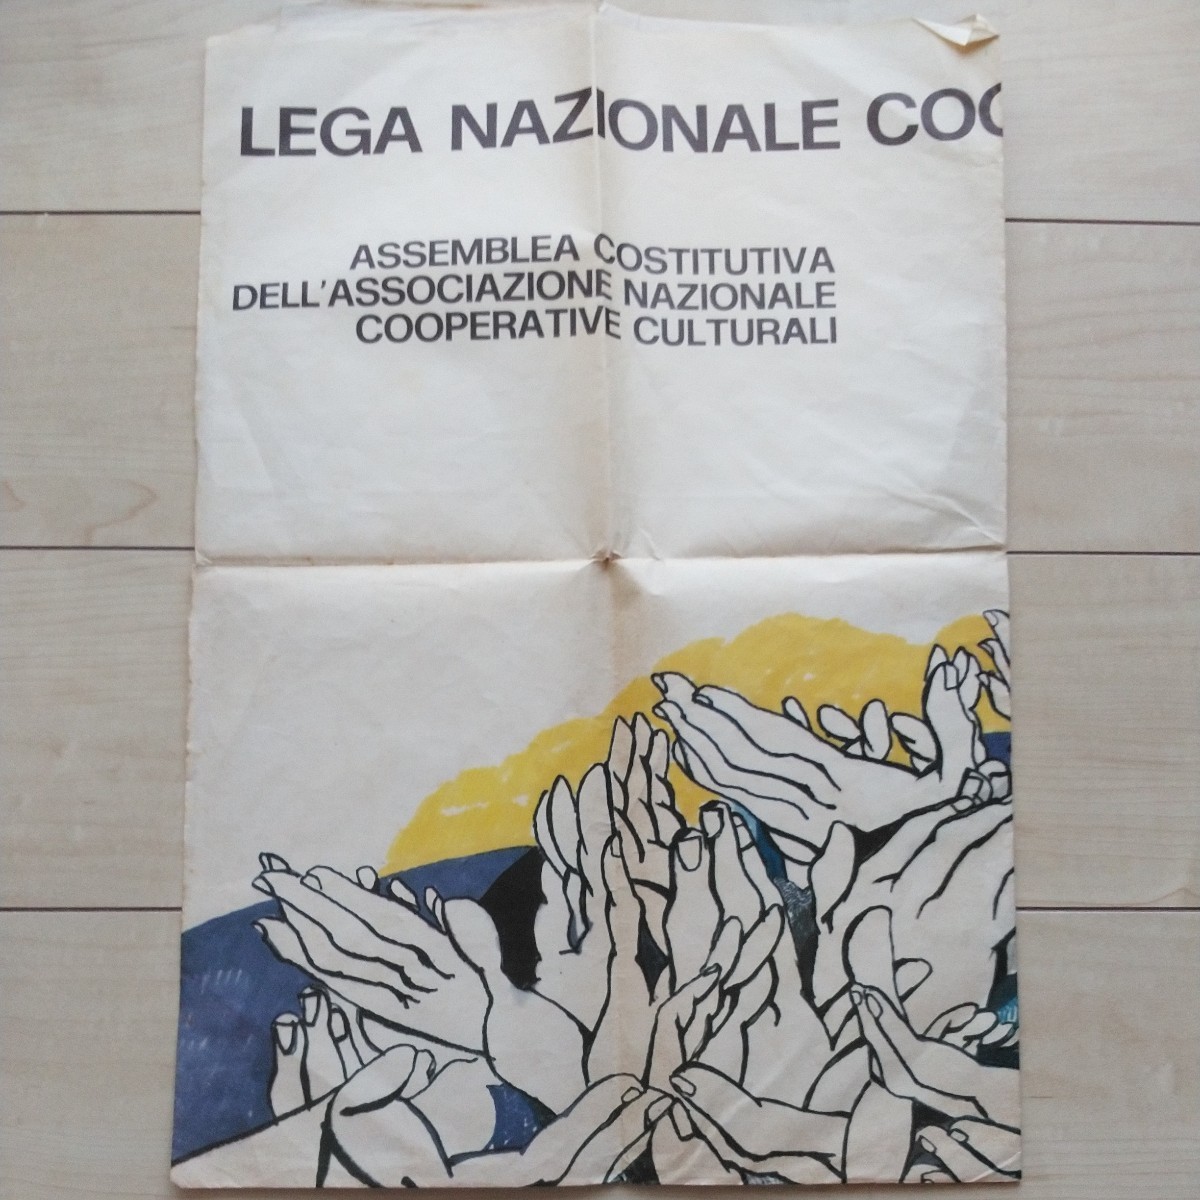 LEGA NAZIONALE COO
ASSEMBLEA COSTITUTIVA
DELL'ASSOCIAZIONE NAZIONALE
COOPERATIVE CULTURALI